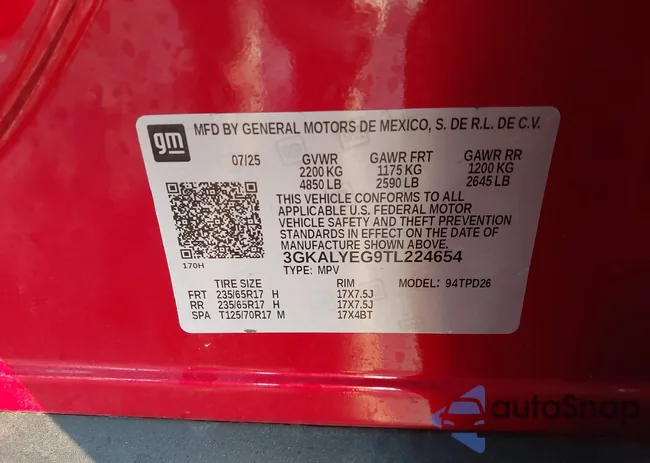 gm
MFD BY GENERAL MOTORS DE MEXICO, S. DE R.L. DE C.V.
07/25 GVWR GAWR FRT GAWR RR
2200 KG 1175 KG 1200 KG
4850 LB 2590 LB 2645 LB
THIS VEHICLE CONFORMS TO ALL
APPLICABLE U.S. FEDERAL MOTOR
VEHICLE SAFETY AND THEFT PREVENTION
STANDARDS IN EFFECT ON THE DATE OF
MANUFACTURE SHOWN ABOVE.
170H 3GKALYEG9TL224654
TYPE: MPV
TIRE SIZE RIM MODEL: 94TPD26
FRT 235/65R17 H 17X7.5J
RR 235/65R17 H 17X7.5J
SPA T125/70R17 M 17X4BT
autoSnap